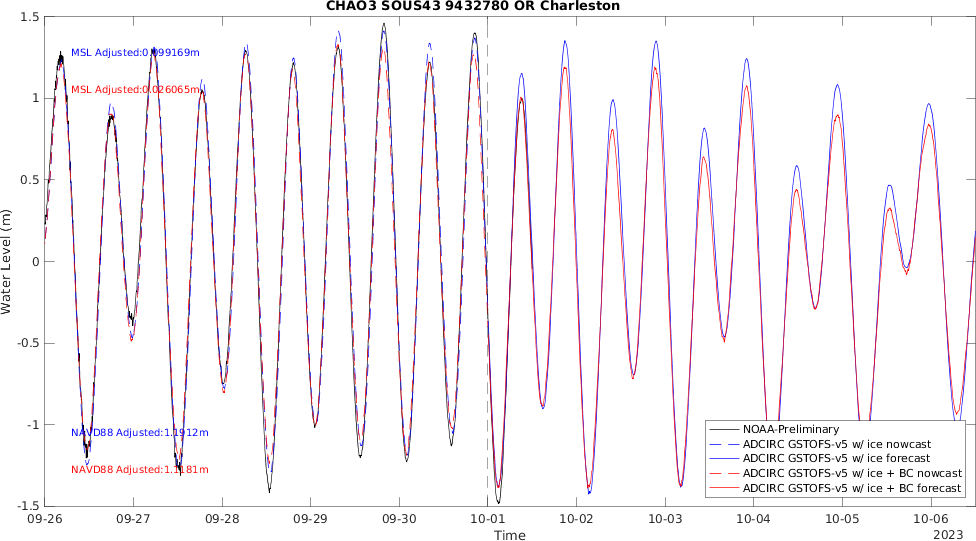 CHAO3 SOUS43 9432780 OR Charleston
1.5
1
0.5
0
-0.5
-1
-1.5
Water Level (m)
MSL Adjusted:0.099169m
MSL Adjusted:0.026065m
NAVD88 Adjusted:1.1912m
NAVD88 Adjusted:1.1181m
NOAA-Preliminary
ADCIRC GSTOFS-v5 w/ ice nowcast
ADCIRC GSTOFS-v5 w/ ice forecast
ADCIRC GSTOFS-v5 w/ ice + BC nowcast
ADCIRC GSTOFS-v5 w/ ice + BC forecast
09-26 09-27 09-28 09-29 09-30 10-01 10-02 10-03 10-04 10-05 10-06
Time
2023